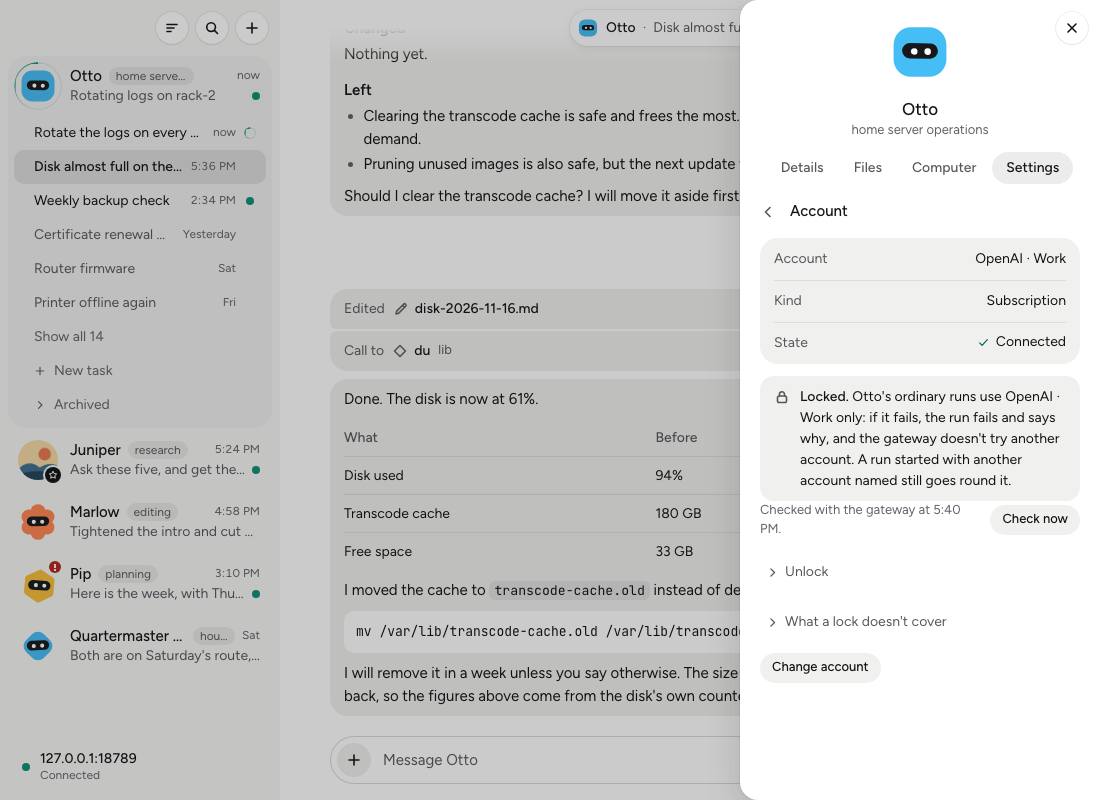 Otto
home serve...
now
Rotating logs on rack-2
Rotate the logs on every ...
now
Disk almost full on the...
5:36 PM
Weekly backup check
2:34 PM
Certificate renewal ...
Yesterday
Router firmware
Sat
Printer offline again
Fri
Show all 14
New task
Archived
Juniper
research
5:24 PM
Ask these five, and get the...
Marlow
editing
4:58 PM
Tightened the intro and cut ...
Pip
planning
3:10 PM
Here is the week, with Thu...
Quartermaster ...
hou...
Sat
Both are on Saturday's route,...
127.0.0.1:18789
Connected
Otto · Disk almost fu
Changed
Nothing yet.
Left
• Clearing the transcode cache is safe and frees the most.
demand.
• Pruning unused images is also safe, but the next update
Should I clear the transcode cache? I will move it aside first
Edited disk-2026-11-16.md
Call to du lib
Done. The disk is now at 61%.
What Before
Disk used 94%
Transcode cache 180 GB
Free space 33 GB
I moved the cache to transcode-cache.old instead of de
mv /var/lib/transcode-cache.old /var/lib/transcod
I will remove it in a week unless you say otherwise. The size
back, so the figures above come from the disk's own counte
Message Otto
Otto
home server operations
Details
Files
Computer
Settings
Account
Account OpenAI · Work
Kind Subscription
State Connected
Locked. Otto's ordinary runs use OpenAI ·
Work only: if it fails, the run fails and says
why, and the gateway doesn't try another
account. A run started with another
account named still goes round it.
Checked with the gateway at 5:40
PM.
Check now
Unlock
What a lock doesn't cover
Change account